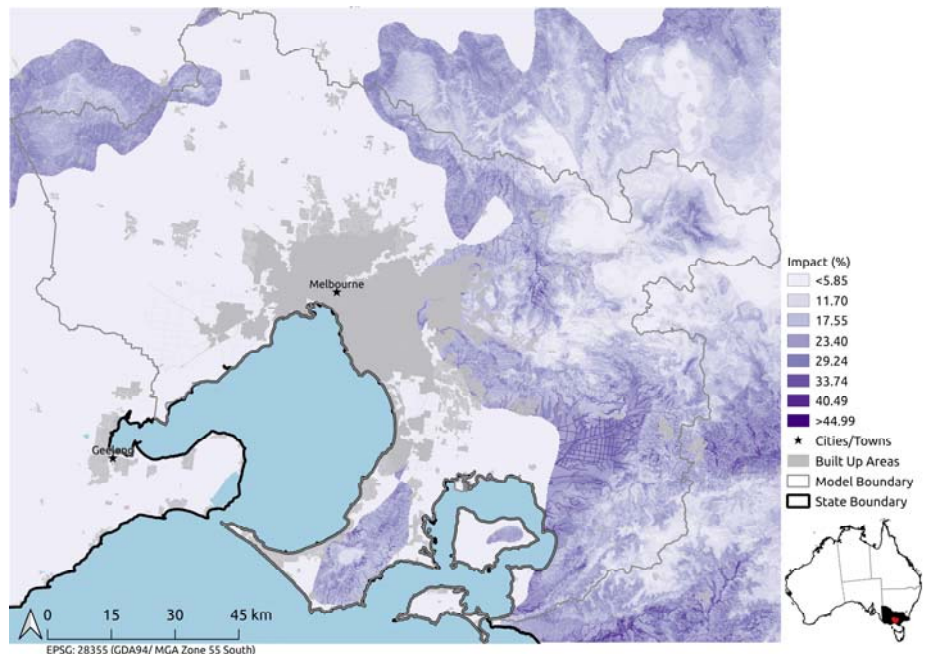 Melbourne
Geelong
0 15 30 45 km
EPSG: 28355 (GDA94/ MGA Zone 55 South)
Impact (%)
<5.85
11.70
17.55
23.40
29.24
33.74
40.49
>44.99
Cities/Towns
Built Up Areas
Model Boundary
State Boundary